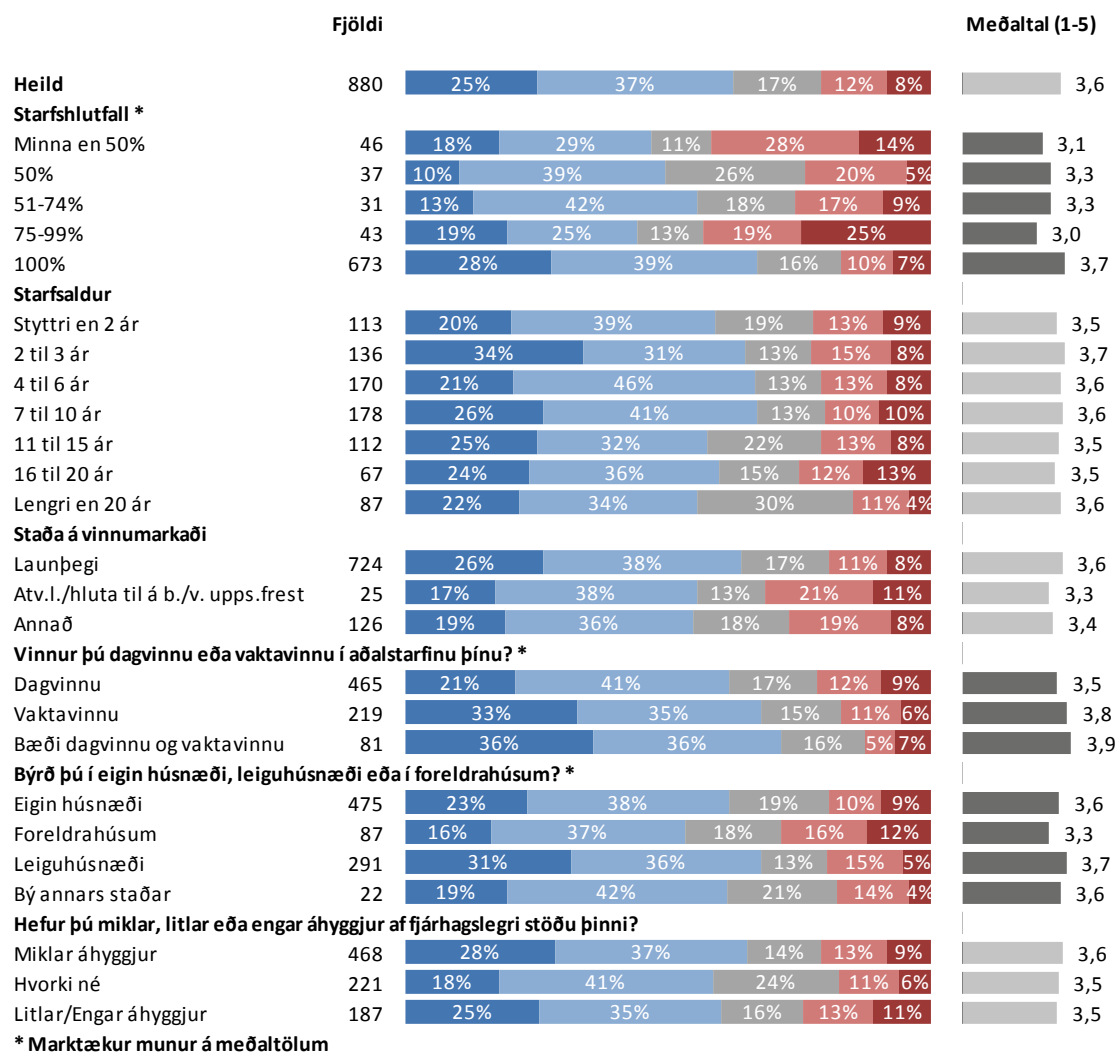 Fjöldi Meðaltal (1-5)
Heild 880 25% 37% 17% 12% 8% 3,6
Starfshlutfall *
Minna en 50% 46 18% 29% 11% 28% 14% 3,1
50% 37 10% 39% 26% 20% 5% 3,3
51-74% 31 13% 42% 18% 17% 9% 3,3
75-99% 43 19% 25% 13% 19% 25% 3,0
100% 673 28% 39% 16% 10% 7% 3,7
Starfsaldur
Styttri en 2 ár 113 20% 39% 19% 13% 9% 3,5
2 til 3 ár 136 34% 31% 13% 15% 8% 3,7
4 til 6 ár 170 21% 46% 13% 13% 8% 3,6
7 til 10 ár 178 26% 41% 13% 10% 10% 3,6
11 til 15 ár 112 25% 32% 22% 13% 8% 3,5
16 til 20 ár 67 24% 36% 15% 12% 13% 3,5
Lengri en 20 ár 87 22% 34% 30% 11% 4% 3,6
Staða á vinnumarkaði
Launþegi 724 26% 38% 17% 11% 8% 3,6
Atv.l./hluta til á b./v. upps.frest 25 17% 38% 13% 21% 11% 3,3
Annað 126 19% 36% 18% 19% 8% 3,4
Vinnur þú dagvinnu eða vaktavinnu í aðalstarfinu þínu? *
Dagvinnu 465 21% 41% 17% 12% 9% 3,5
Vaktavinnu 219 33% 35% 15% 11% 6% 3,8
Bæði dagvinnu og vaktavinnu 81 36% 36% 16% 5% 7% 3,9
Býrð þú í eigin húsnæði, leiguhúsnæði eða í foreldrahúsum? *
Eigin húsnæði 475 23% 38% 19% 10% 9% 3,6
Foreldrahúsum 87 16% 37% 18% 16% 12% 3,3
Leiguhúsnæði 291 31% 36% 13% 15% 5% 3,7
Bý annars staðar 22 19% 42% 21% 14% 4% 3,6
Hefur þú miklar, litlar eða engar áhyggjur af fjárhagslegri stöðu þinni?
Miklar áhyggjur 468 28% 37% 14% 13% 9% 3,6
Hvorki né 221 18% 41% 24% 11% 6% 3,5
Litlar/Engar áhyggjur 187 25% 35% 16% 13% 11% 3,5
* Marktækur munur á meðaltölum